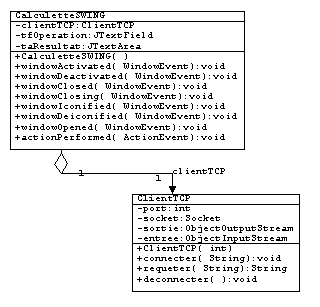 CalculetteSWING
-clientTCP:ClientTCP
-tfOperation:JTextField
-taResultat:JTextArea
+CalculetteSWING( )
+windowActivated( WindowEvent):void
+windowDeactivated( WindowEvent):void
+windowClosed( WindowEvent):void
+windowClosing( WindowEvent):void
+windowIconified( WindowEvent):void
+windowDeiconified( WindowEvent):void
+windowOpened( WindowEvent):void
+actionPerformed( ActionEvent):void
1
1
clientTCP
ClientTCP
-port:int
-socket:Socket
-sortie:ObjectOutputStream
-entree:ObjectInputStream
+ClientTCP( int)
+connecter( String):void
+requeter( String):String
+deconnecter( ):void